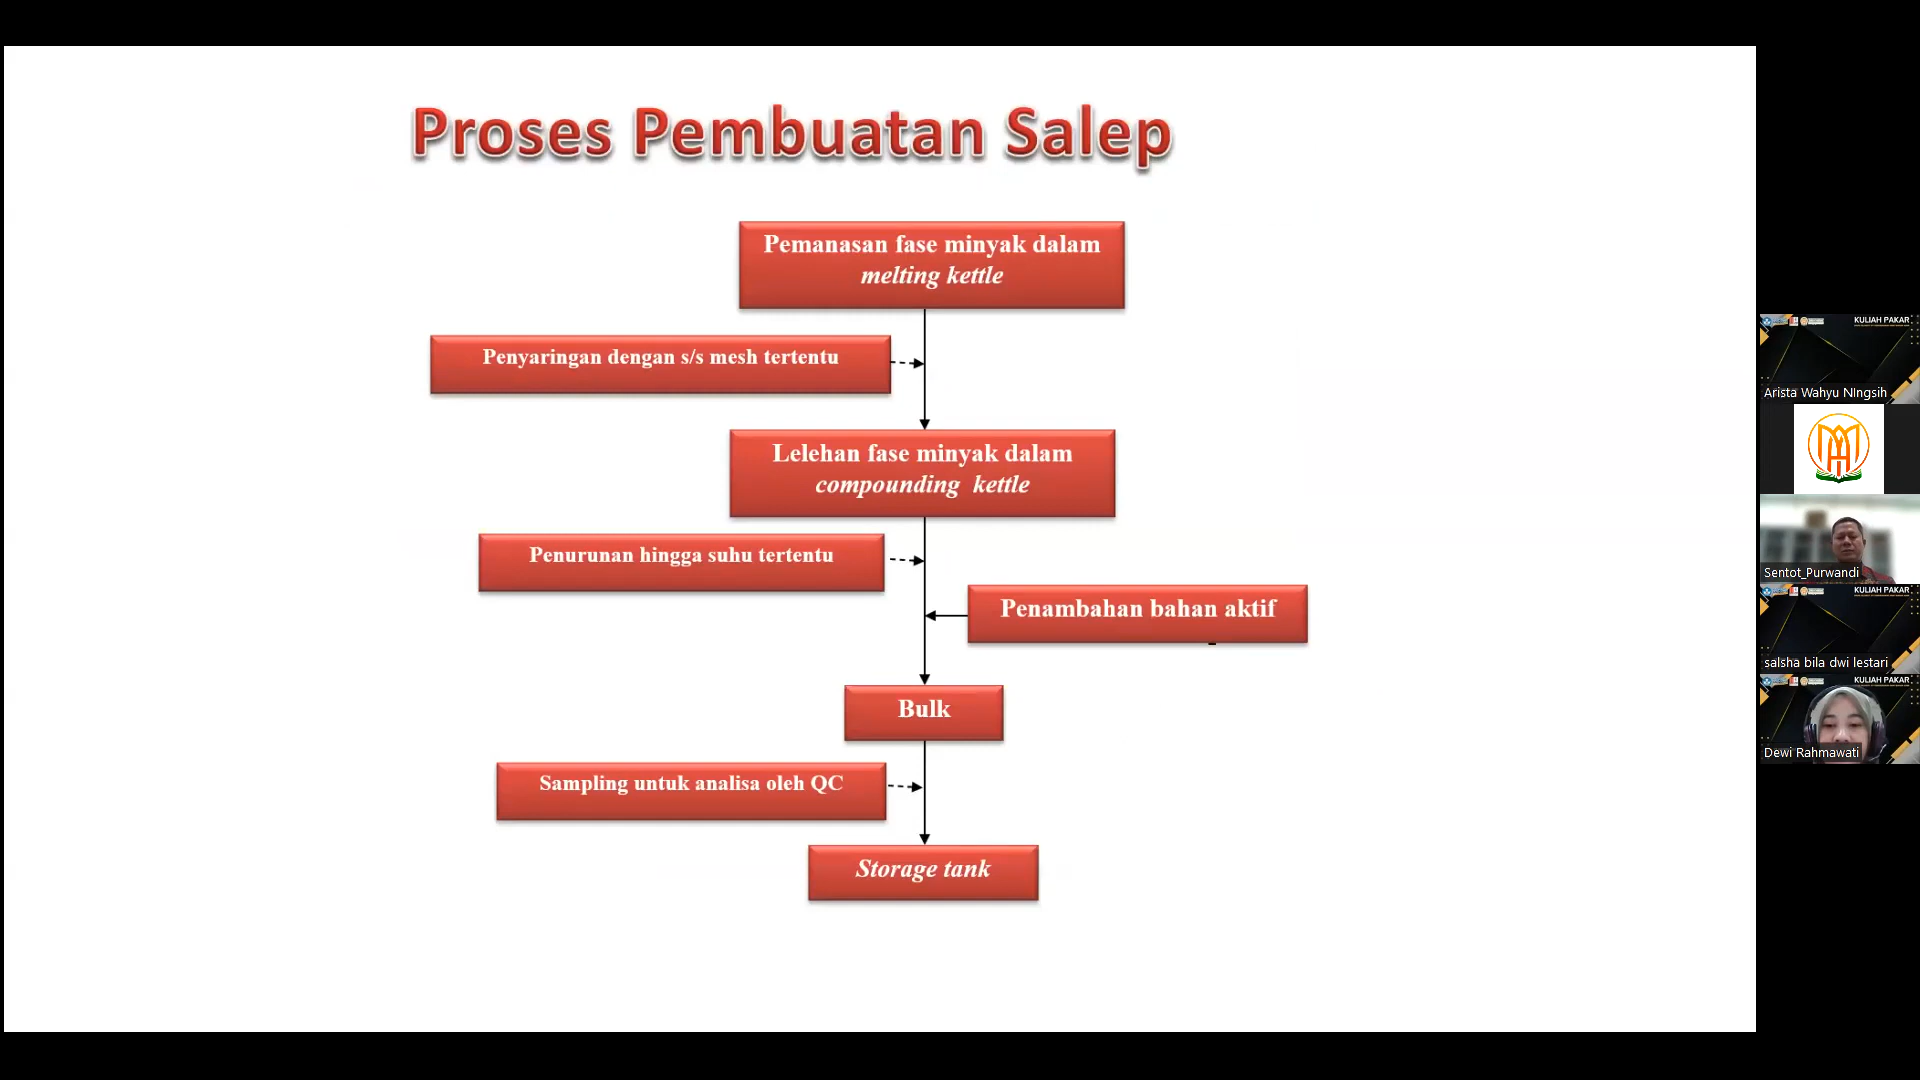 Proses Pembuatan Salep
Pemanasan fase minyak dalam
melting kettle
Penyaringan dengan s/s mesh tertentu
Lelehan fase minyak dalam
compounding kettle
Penurunan hingga suhu tertentu
Penambahan bahan aktif
Bulk
Sampling untuk analisa oleh QC
Storage tank
KULIAH PAKAR
Arista Wahyu NIngsih
Sentot_Purwandi
KULIAH PAKAR
salsha bila dwi lestari
KULIAH PAKAR
Dewi Rahmawati